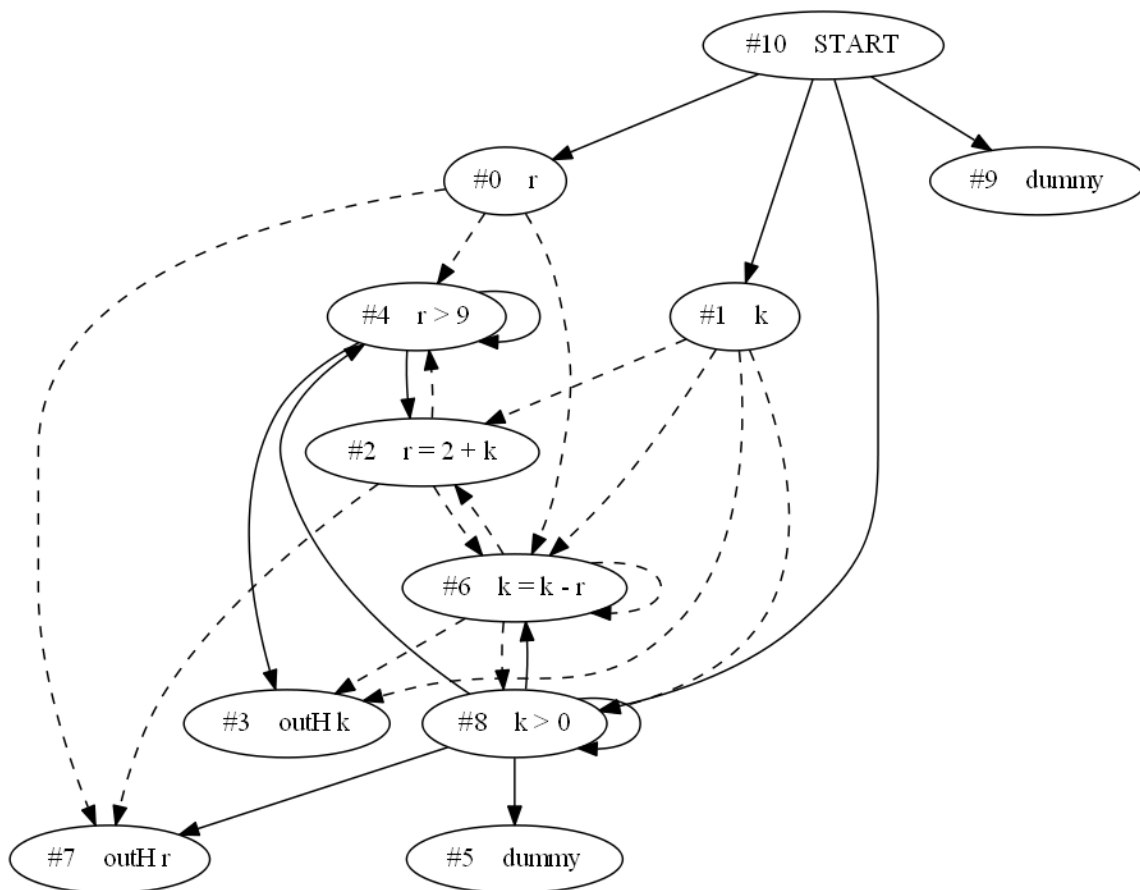 #10 START
#0 r
#9 dummy
#4 r > 9
#1 k
#2 r = 2 + k
#6 k = k - r
#3 outH k
#8 k > 0
#7 outH r
#5 dummy